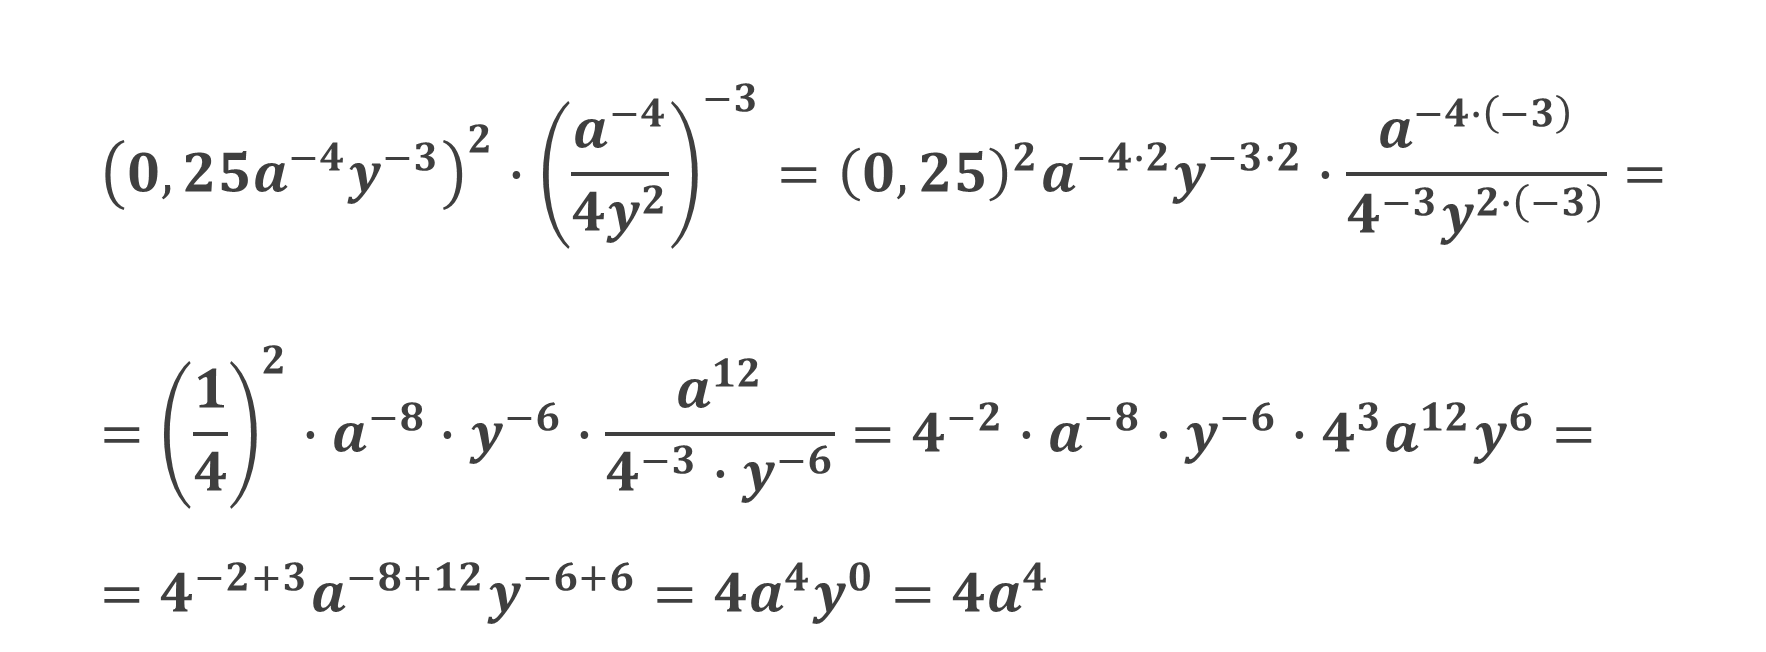 (0,25a⁻⁴y⁻³)² · (a⁻⁴/4y²)⁻³ = (0,25)²a⁻⁴·²y⁻³·² · a⁻⁴·⁽⁻³⁾/4⁻³y²·⁽⁻³⁾ =
= (1/4)² · a⁻⁸ · y⁻⁶ · a¹²/4⁻³ · y⁻⁶ = 4⁻² · a⁻⁸ · y⁻⁶ · 4³a¹²y⁶ =
= 4⁻²⁺³a⁻⁸⁺¹²y⁻⁶⁺⁶ = 4a⁴y⁰ = 4a⁴